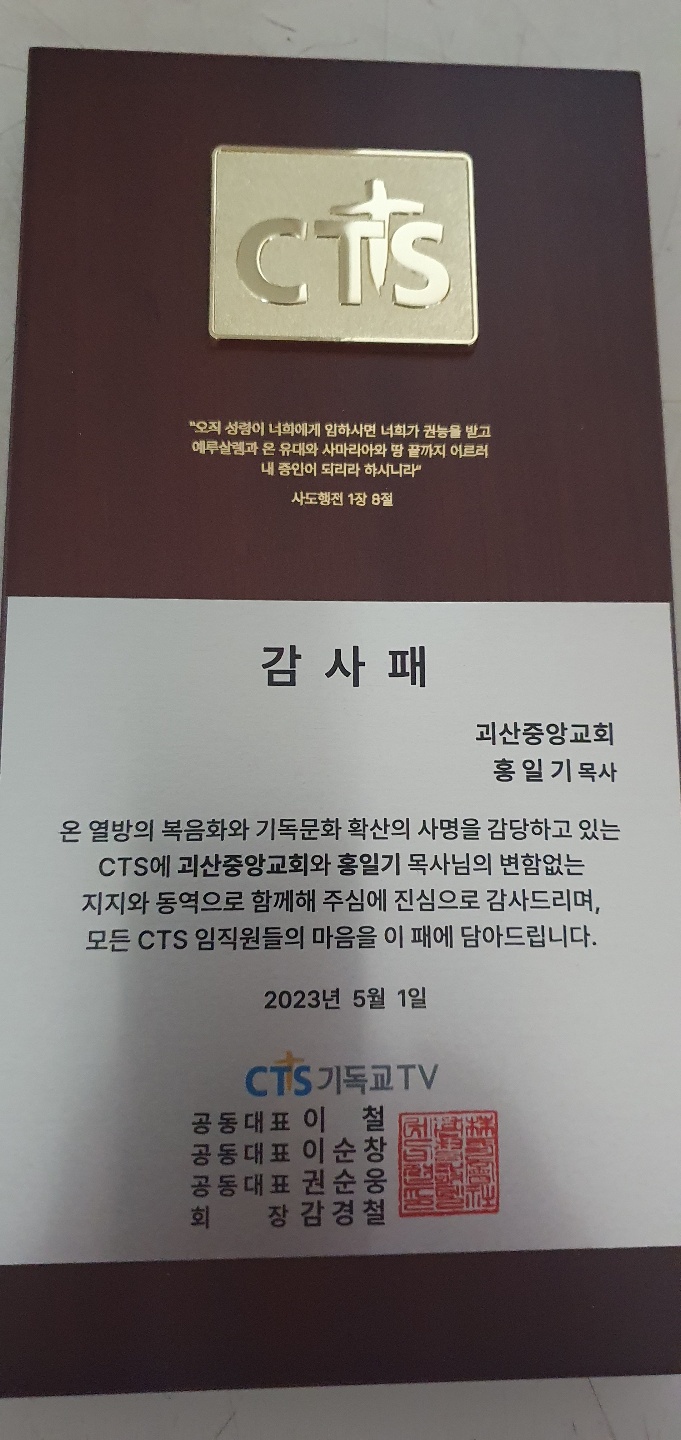 CTS
"오직 성령이 너희에게 임하시면 너희가 권능을 받고
예루살렘과 온 유대와 사마리아와 땅 끝까지 이르러
내 증인이 되리라 하시니라"
사도행전 1장 8절
감 사 패
괴산중앙교회
홍 일 기 목사
온 열방의 복음화와 기독문화 확산의 사명을 감당하고 있는
CTS에 괴산중앙교회와 홍일기 목사님의 변함없는
지지와 동역으로 함께해 주심에 진심으로 감사드리며,
모든 CTS 임직원들의 마음을 이 패에 담아드립니다.
2023년 5월 1일
CTS 기독교TV
공동대표 이 철
공동대표 이순창
공동대표 권순웅
회 장 감경철